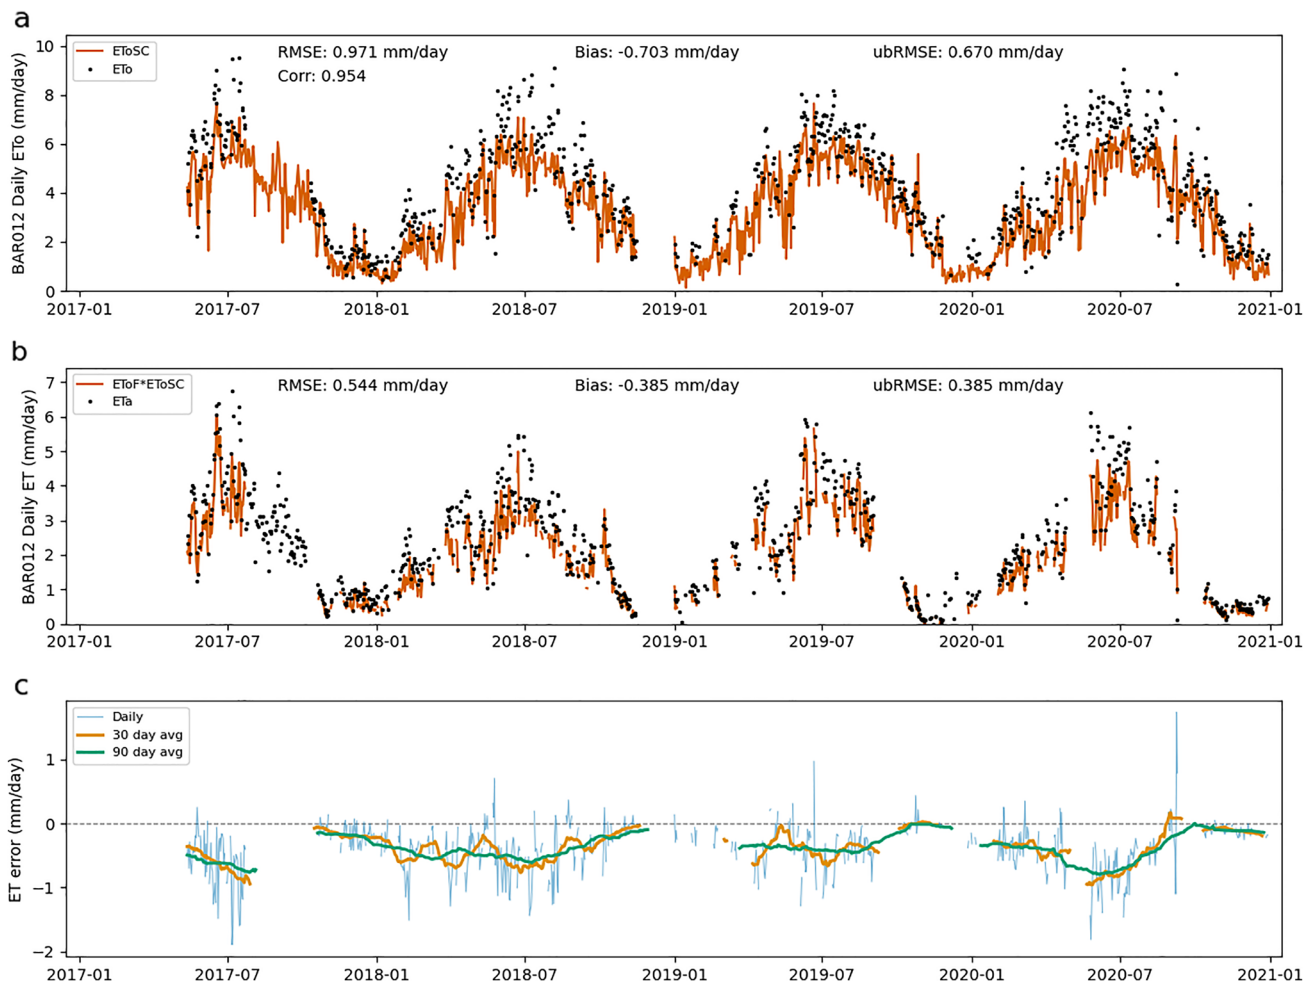 a
BAR012 Daily ETo (mm/day)
EToSC
ETo
RMSE: 0.971 mm/day
Bias: -0.703 mm/day
ubRMSE: 0.670 mm/day
Corr: 0.954
10
8
6
4
2
0
2017-01
2017-07
2018-01
2018-07
2019-01
2019-07
2020-01
2020-07
2021-01
b
BAR012 Daily ET (mm/day)
EToF*EToSC
ETa
RMSE: 0.544 mm/day
Bias: -0.385 mm/day
ubRMSE: 0.385 mm/day
7
6
5
4
3
2
1
0
2017-01
2017-07
2018-01
2018-07
2019-01
2019-07
2020-01
2020-07
2021-01
c
ET error (mm/day)
Daily
30 day avg
90 day avg
1
0
−1
−2
2017-01
2017-07
2018-01
2018-07
2019-01
2019-07
2020-01
2020-07
2021-01